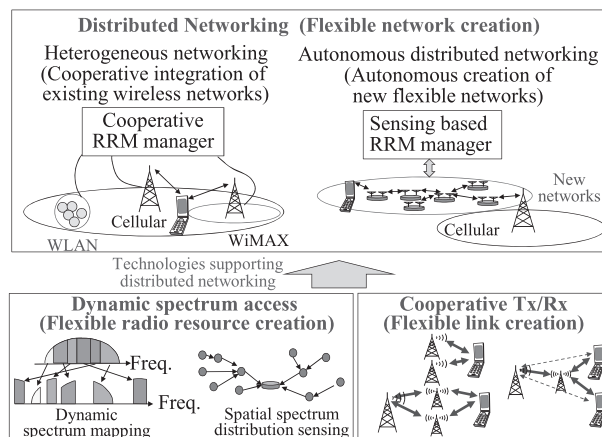 Distributed Networking (Flexible network creation)
Heterogeneous networking
(Cooperative integration of
existing wireless networks)
Cooperative
RRM manager
Cellular
WLAN
WiMAX
Autonomous distributed networking
(Autonomous creation of
new flexible networks)
Sensing based
RRM manager
New
networks
Cellular
Technologies supporting
distributed networking
Dynamic spectrum access
(Flexible radio resource creation)
Freq.
Freq.
Dynamic
spectrum mapping
Spatial spectrum
distribution sensing
Cooperative Tx/Rx
(Flexible link creation)